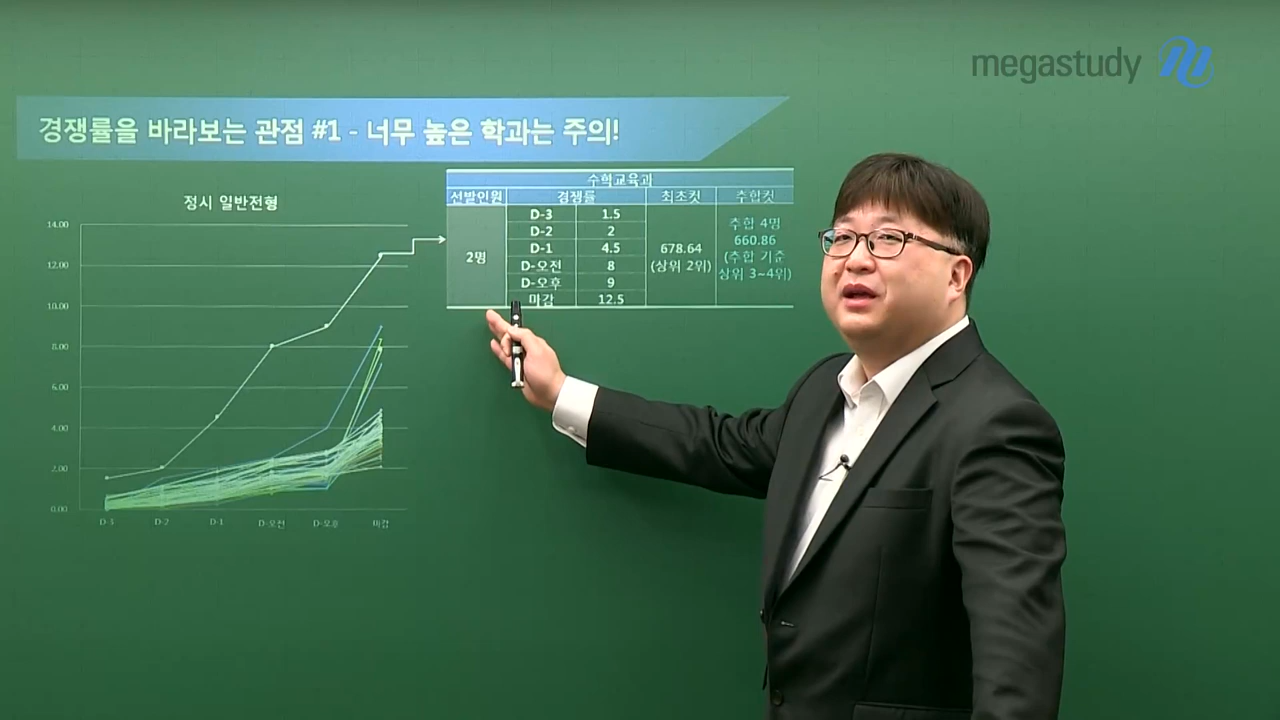 megastudy
경쟁률을 바라보는 관점 #1 - 너무 높은 학과는 주의!
정시 일반전형
14.00
12.00
10.00
8.00
6.00
4.00
2.00
0.00
D-3 D-2 D-1 D-오전 D-오후 마감
수학교육과
선발인원 경쟁률 최초컷 추합컷
2명
D-3 1.5
D-2 2
D-1 4.5
D-오전 8
D-오후 9
마감 12.5
678.64
(상위 2위)
추합 4명
660.86
(추합 기준
상위 3~4위)